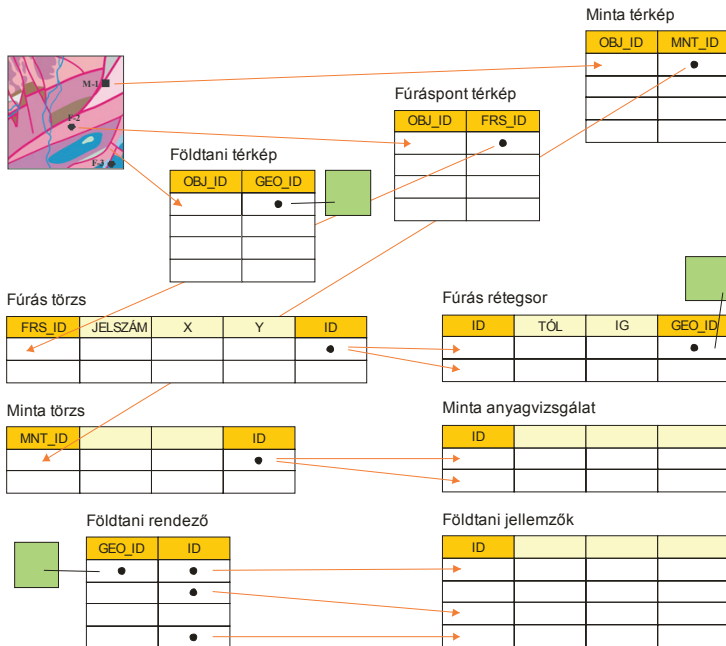 Minta térkép
OBJ_ID MNT_ID
M-1
F-2
F-3
Fúráspont térkép
OBJ_ID FRS_ID
Földtani térkép
OBJ_ID GEO_ID
Fúrás törzs
FRS_ID JELSZÁM X Y ID
Fúrás rétegsor
ID TÓL IG GEO_ID
Minta törzs
MNT_ID ID
Minta anyagvizsgálat
ID
Földtani rendező
GEO_ID ID
Földtani jellemzők
ID